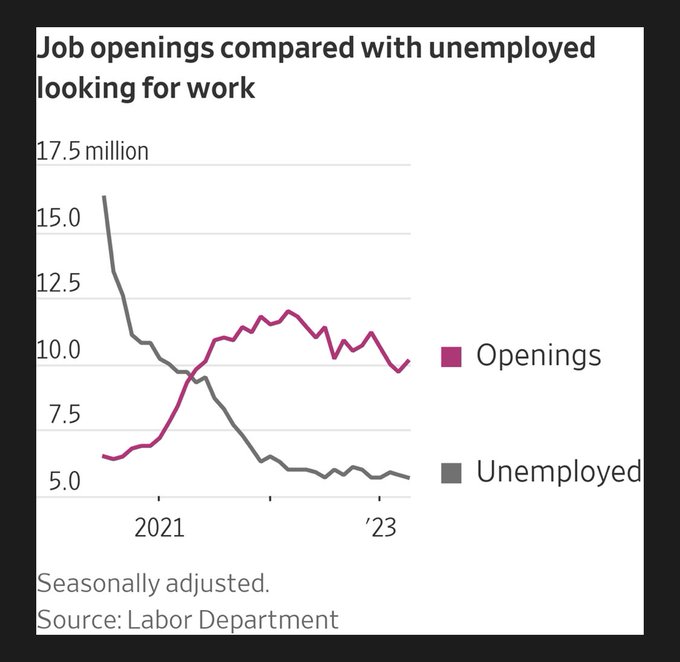 Job openings compared with unemployed
looking for work
17.5 million
15.0
12.5
10.0
7.5
5.0
Openings
Unemployed
2021
’23
Seasonally adjusted.
Source: Labor Department